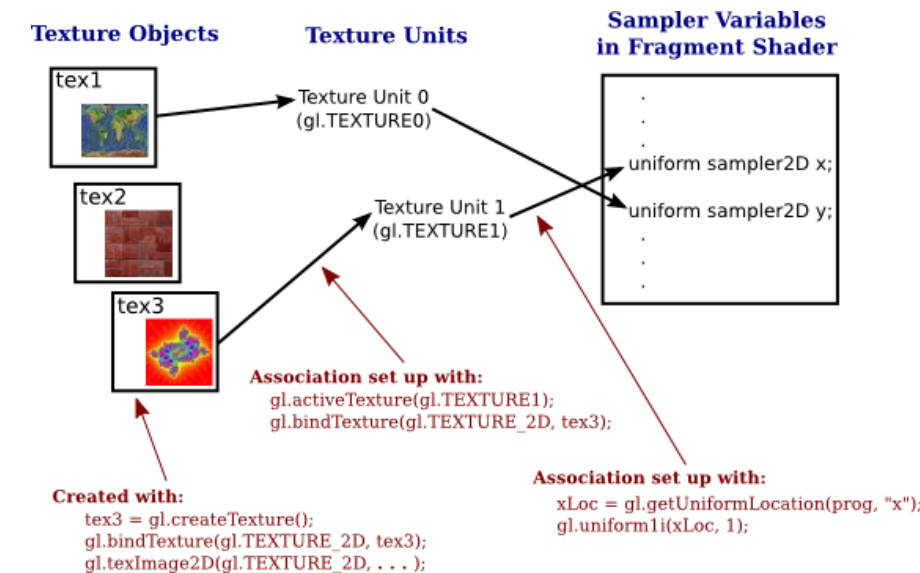 Texture Objects
Texture Units
Sampler Variables
in Fragment Shader
tex1
Texture Unit 0
(gl.TEXTURE0)
.
.
.
uniform sampler2D x;
tex2
Texture Unit 1
(gl.TEXTURE1)
uniform sampler2D y;
.
.
.
tex3
Association set up with:
gl.activeTexture(gl.TEXTURE1);
gl.bindTexture(gl.TEXTURE_2D, tex3);
Association set up with:
xLoc = gl.getUniformLocation(prog, "x");
gl.uniform1i(xLoc, 1);
Created with:
tex3 = gl.createTexture();
gl.bindTexture(gl.TEXTURE_2D, tex3);
gl.texImage2D(gl.TEXTURE_2D, . . . );